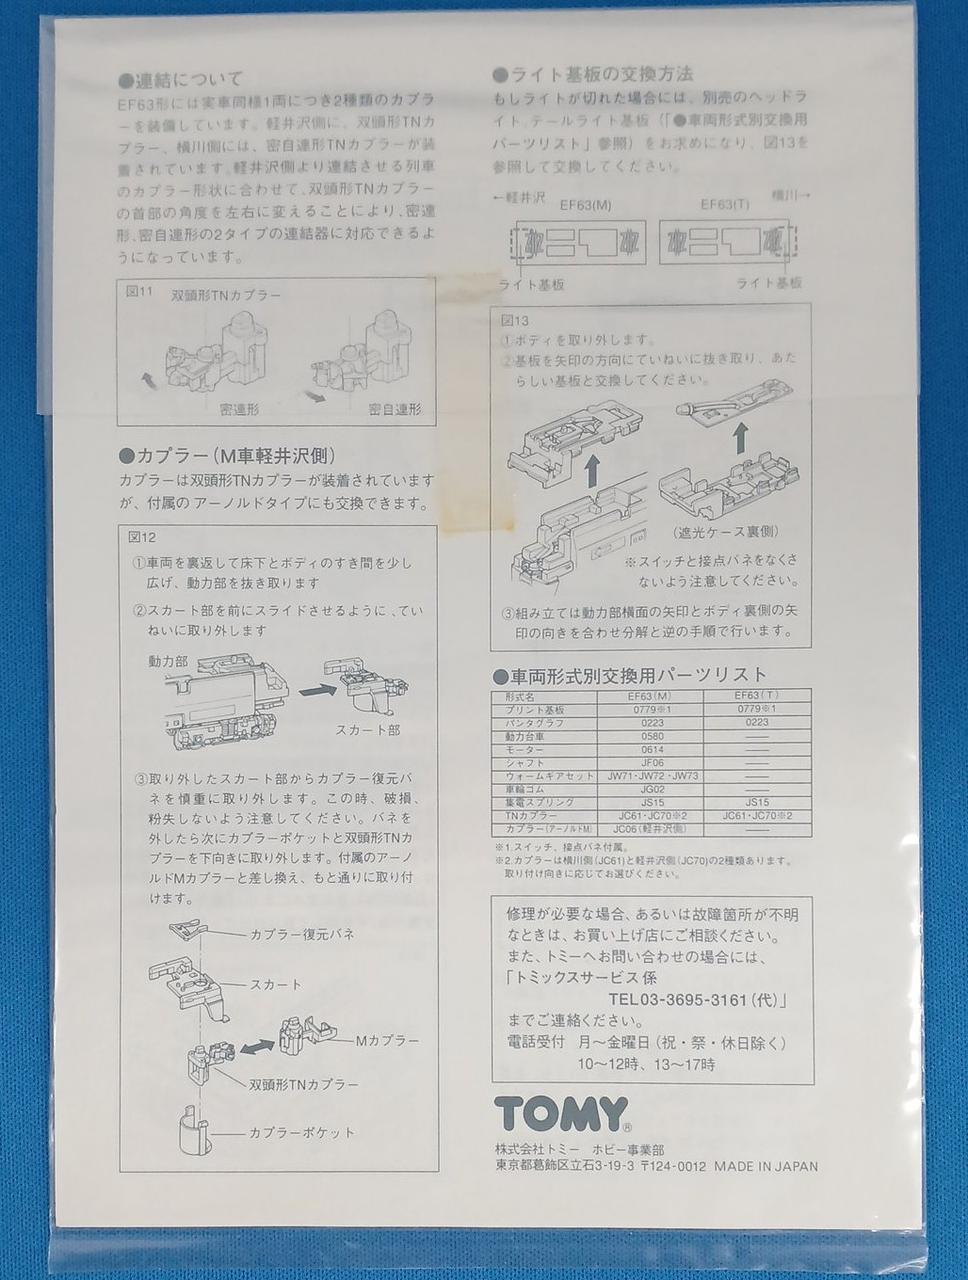 ●連結について
EF63形には実車同様1両につき2種類のカプラ
ーを装備しています。軽井沢側に、双頭形TNカ
プラー、横川側には、密自連形TNカプラーが装
着されています。軽井沢側より連結させる列車
のカプラー形状に合わせて、双頭形TNカプラー
の首部の角度を左右に変えることにより、密連
形、密自連形の2タイプの連結器に対応できるよ
うになっています。
図11 双頭形TNカプラー
密連形 密自連形
●カプラー(M車軽井沢側)
カプラーは双頭形TNカプラーが装着されています
が、付属のアーノルドタイプにも交換できます。
図12
①車両を裏返して床下とボディのすき間を少し
広げ、動力部を抜き取ります
②スカート部を前にスライドさせるように、てい
ねいに取り外します
動力部
スカート部
③取り外したスカート部からカプラー復元バ
ネを慎重に取り外します。この時、破損、
粉失しないよう注意してください。バネを
外したら次にカプラーポケットと双頭形TNカ
プラーを下向きに取り外します。付属のアーノ
ルドMカプラーと差し換え、もと通りに取り付
けます。
カプラー復元バネ
スカート
Mカプラー
双頭形TNカプラー
カプラーポケット
●ライト基板の交換方法
もしライトが切れた場合には、別売のヘッドラ
イト、テールライト基板(「●車両形式別交換用
パーツリスト」参照)をお求めになり、図13を
参照して交換してください。
←軽井沢 EF63(M) EF63(T) 横川→
ライト基板 ライト基板
図13
①ボディを取り外します。
②基板を矢印の方向にていねいに抜き取り、あた
らしい基板と交換してください。
(遮光ケース裏側)
※スイッチと接点バネをなくさ
ないよう注意してください。
③組み立ては動力部横面の矢印とボディ裏側の矢
印の向きを合わせ分解と逆の手順で行います。
●車両形式別交換用パーツリスト
形式名 EF63(M) EF63(T)
プリント基板 0779※1 0779※1
パンタグラフ 0223 0223
動力台車 0580 ——
モーター 0614 ——
シャフト JF06 ——
ウォームギアセット JW71・JW72・JW73 ——
車輪ゴム JG02 ——
集電スプリング JS15 JS15
TNカプラー JC61・JC70※2 JC61・JC70※2
カプラー(アーノルドM) JC06(軽井沢側) ——
※1.スイッチ、接点バネ付属。
※2.カプラーは横川側(JC61)と軽井沢側(JC70)の2種類あります。
取り付け向きに応じてお選びください。
修理が必要な場合、あるいは故障箇所が不明
なときは、お買い上げ店にご相談ください。
また、トミーへお問い合わせの場合には、
「トミックスサービス係
TEL03-3695-3161(代)」
までご連絡ください。
電話受付 月〜金曜日(祝・祭・休日除く)
10〜12時、13〜17時
TOMY®
株式会社トミー ホビー事業部
東京都葛飾区立石3-19-3 〒124-0012 MADE IN JAPAN